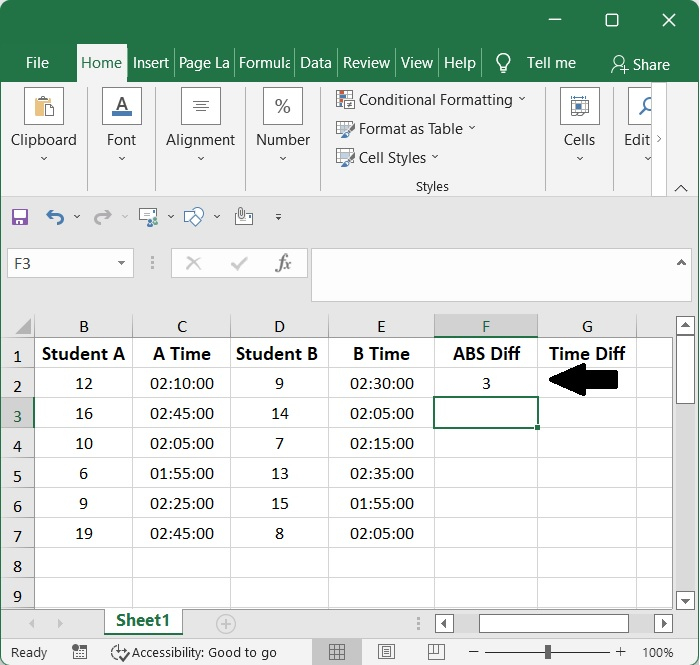 File Home Insert Page La Formula Data Review View Help Tell me Share
Conditional Formatting
Format as Table
Cell Styles
Clipboard Font Alignment Number Cells Edit
Styles
F3 fx
B C D E F G
1 Student A A Time Student B B Time ABS Diff Time Diff
2 12 02:10:00 9 02:30:00 3
3 16 02:45:00 14 02:05:00
4 10 02:05:00 7 02:15:00
5 6 01:55:00 13 02:35:00
6 9 02:25:00 15 01:55:00
7 19 02:45:00 8 02:05:00
8
9
Sheet1
Ready Accessibility: Good to go 100%